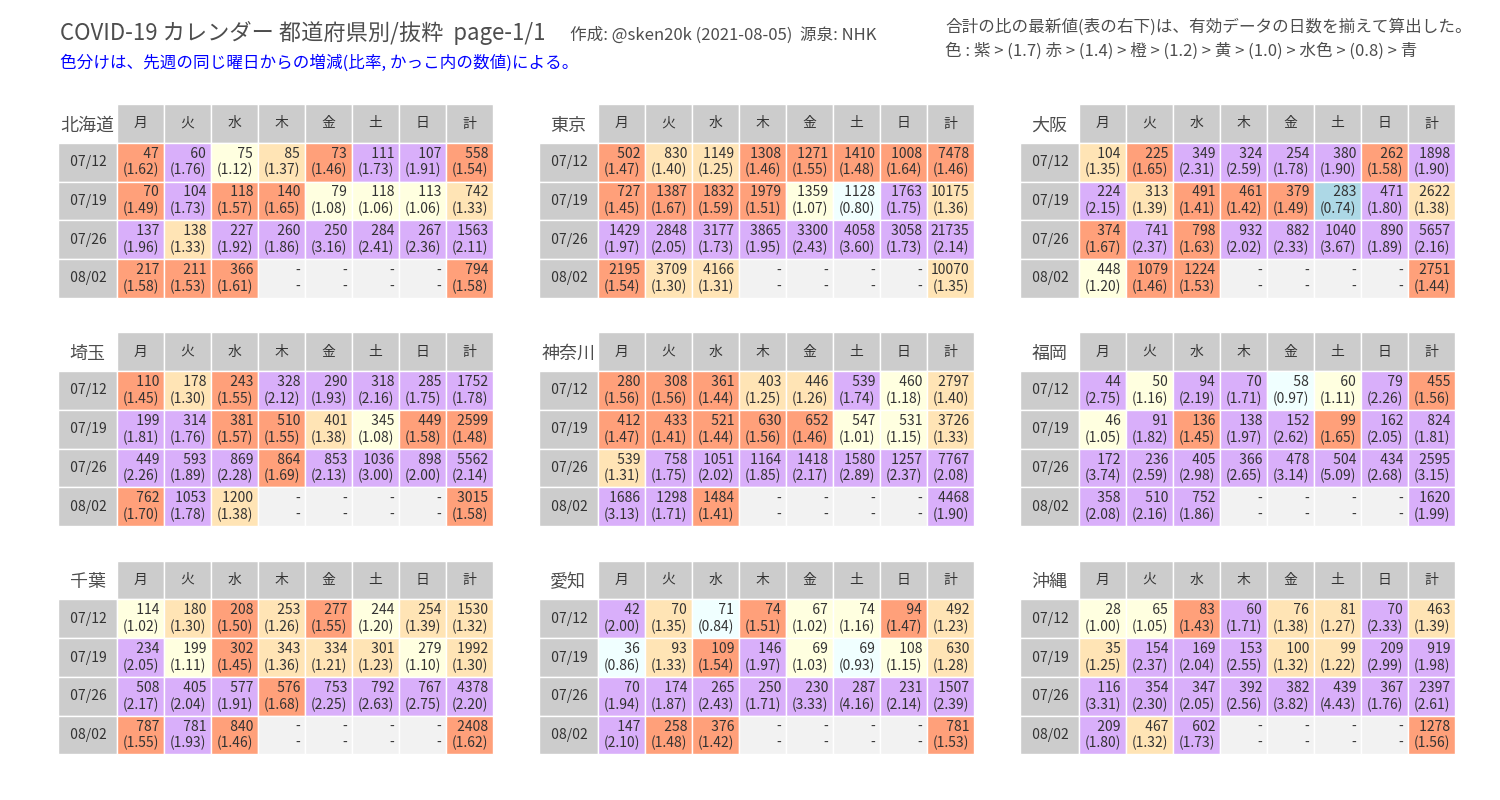 COVID-19 カレンダー 都道府県別/抜粋 page-1/1 作成: @sken20k (2021-08-05) 源泉: NHK
合計の比の最新値(表の右下)は、有効データの日数を揃えて算出した。
色分けは、先週の同じ曜日からの増減(比率, かっこ内の数値)による。
色 : 紫 > (1.7) 赤 > (1.4) > 橙 > (1.2) > 黄 > (1.0) > 水色 > (0.8) > 青
北海道 月 火 水 木 金 土 日 計
07/12 47 60 75 85 73 111 107 558
(1.62) (1.76) (1.12) (1.37) (1.46) (1.73) (1.91) (1.54)
07/19 70 104 118 140 79 118 113 742
(1.49) (1.73) (1.57) (1.65) (1.08) (1.06) (1.06) (1.33)
07/26 137 138 227 260 250 284 267 1563
(1.96) (1.33) (1.92) (1.86) (3.16) (2.41) (2.36) (2.11)
08/02 217 211 366 - - - - 794
(1.58) (1.53) (1.61) - - - - (1.58)
東京 月 火 水 木 金 土 日 計
07/12 502 830 1149 1308 1271 1410 1008 7478
(1.47) (1.40) (1.25) (1.46) (1.55) (1.48) (1.64) (1.46)
07/19 727 1387 1832 1979 1359 1128 1763 10175
(1.45) (1.67) (1.59) (1.51) (1.07) (0.80) (1.75) (1.36)
07/26 1429 2848 3177 3865 3300 4058 3058 21735
(1.97) (2.05) (1.73) (1.95) (2.43) (3.60) (1.73) (2.14)
08/02 2195 3709 4166 - - - - 10070
(1.54) (1.30) (1.31) - - - - (1.35)
大阪 月 火 水 木 金 土 日 計
07/12 104 225 349 324 254 380 262 1898
(1.35) (1.65) (2.31) (2.59) (1.78) (1.90) (1.58) (1.90)
07/19 224 313 491 461 379 283 471 2622
(2.15) (1.39) (1.41) (1.42) (1.49) (0.74) (1.80) (1.38)
07/26 374 741 798 932 882 1040 890 5657
(1.67) (2.37) (1.63) (2.02) (2.33) (3.67) (1.89) (2.16)
08/02 448 1079 1224 - - - - 2751
(1.20) (1.46) (1.53) - - - - (1.44)
埼玉 月 火 水 木 金 土 日 計
07/12 110 178 243 328 290 318 285 1752
(1.45) (1.30) (1.55) (2.12) (1.93) (2.16) (1.75) (1.78)
07/19 199 314 381 510 401 345 449 2599
(1.81) (1.76) (1.57) (1.55) (1.38) (1.08) (1.58) (1.48)
07/26 449 593 869 864 853 1036 898 5562
(2.26) (1.89) (2.28) (1.69) (2.13) (3.00) (2.00) (2.14)
08/02 762 1053 1200 - - - - 3015
(1.70) (1.78) (1.38) - - - - (1.58)
神奈川 月 火 水 木 金 土 日 計
07/12 280 308 361 403 446 539 460 2797
(1.56) (1.56) (1.44) (1.25) (1.26) (1.74) (1.18) (1.40)
07/19 412 433 521 630 652 547 531 3726
(1.47) (1.41) (1.44) (1.56) (1.46) (1.01) (1.15) (1.33)
07/26 539 758 1051 1164 1418 1580 1257 7767
(1.31) (1.75) (2.02) (1.85) (2.17) (2.89) (2.37) (2.08)
08/02 1686 1298 1484 - - - - 4468
(3.13) (1.71) (1.41) - - - - (1.90)
福岡 月 火 水 木 金 土 日 計
07/12 44 50 94 70 58 60 79 455
(2.75) (1.16) (2.19) (1.71) (0.97) (1.11) (2.26) (1.56)
07/19 46 91 136 138 152 99 162 824
(1.05) (1.82) (1.45) (1.97) (2.62) (1.65) (2.05) (1.81)
07/26 172 236 405 366 478 504 434 2595
(3.74) (2.59) (2.98) (2.65) (3.14) (5.09) (2.68) (3.15)
08/02 358 510 752 - - - - 1620
(2.08) (2.16) (1.86) - - - - (1.99)
千葉 月 火 水 木 金 土 日 計
07/12 114 180 208 253 277 244 254 1530
(1.02) (1.30) (1.50) (1.26) (1.55) (1.20) (1.39) (1.32)
07/19 234 199 302 343 334 301 279 1992
(2.05) (1.11) (1.45) (1.36) (1.21) (1.23) (1.10) (1.30)
07/26 508 405 577 576 753 792 767 4378
(2.17) (2.04) (1.91) (1.68) (2.25) (2.63) (2.75) (2.20)
08/02 787 781 840 - - - - 2408
(1.55) (1.93) (1.46) - - - - (1.62)
愛知 月 火 水 木 金 土 日 計
07/12 42 70 71 74 67 74 94 492
(2.00) (1.35) (0.84) (1.51) (1.02) (1.16) (1.47) (1.23)
07/19 36 93 109 146 69 69 108 630
(0.86) (1.33) (1.54) (1.97) (1.03) (0.93) (1.15) (1.28)
07/26 70 174 265 250 230 287 231 1507
(1.94) (1.87) (2.43) (1.71) (3.33) (4.16) (2.14) (2.39)
08/02 147 258 376 - - - - 781
(2.10) (1.48) (1.42) - - - - (1.53)
沖縄 月 火 水 木 金 土 日 計
07/12 28 65 83 60 76 81 70 463
(1.00) (1.05) (1.43) (1.71) (1.38) (1.27) (2.33) (1.39)
07/19 35 154 169 153 100 99 209 919
(1.25) (2.37) (2.04) (2.55) (1.32) (1.22) (2.99) (1.98)
07/26 116 354 347 392 382 439 367 2397
(3.31) (2.30) (2.05) (2.56) (3.82) (4.43) (1.76) (2.61)
08/02 209 467 602 - - - - 1278
(1.80) (1.32) (1.73) - - - - (1.56)